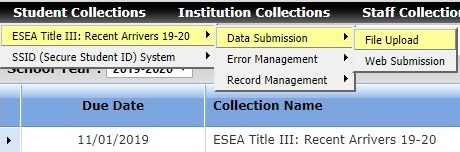 Student Collections Institution Collections Staff Collection
ESEA Title III: Recent Arrivers 19-20 Data Submission File Upload
SSID (Secure Student ID) System Error Management Web Submission
School Year : 2019-2020 Record Management
Due Date Collection Name
11/01/2019 ESEA Title III: Recent Arrivers 19-20